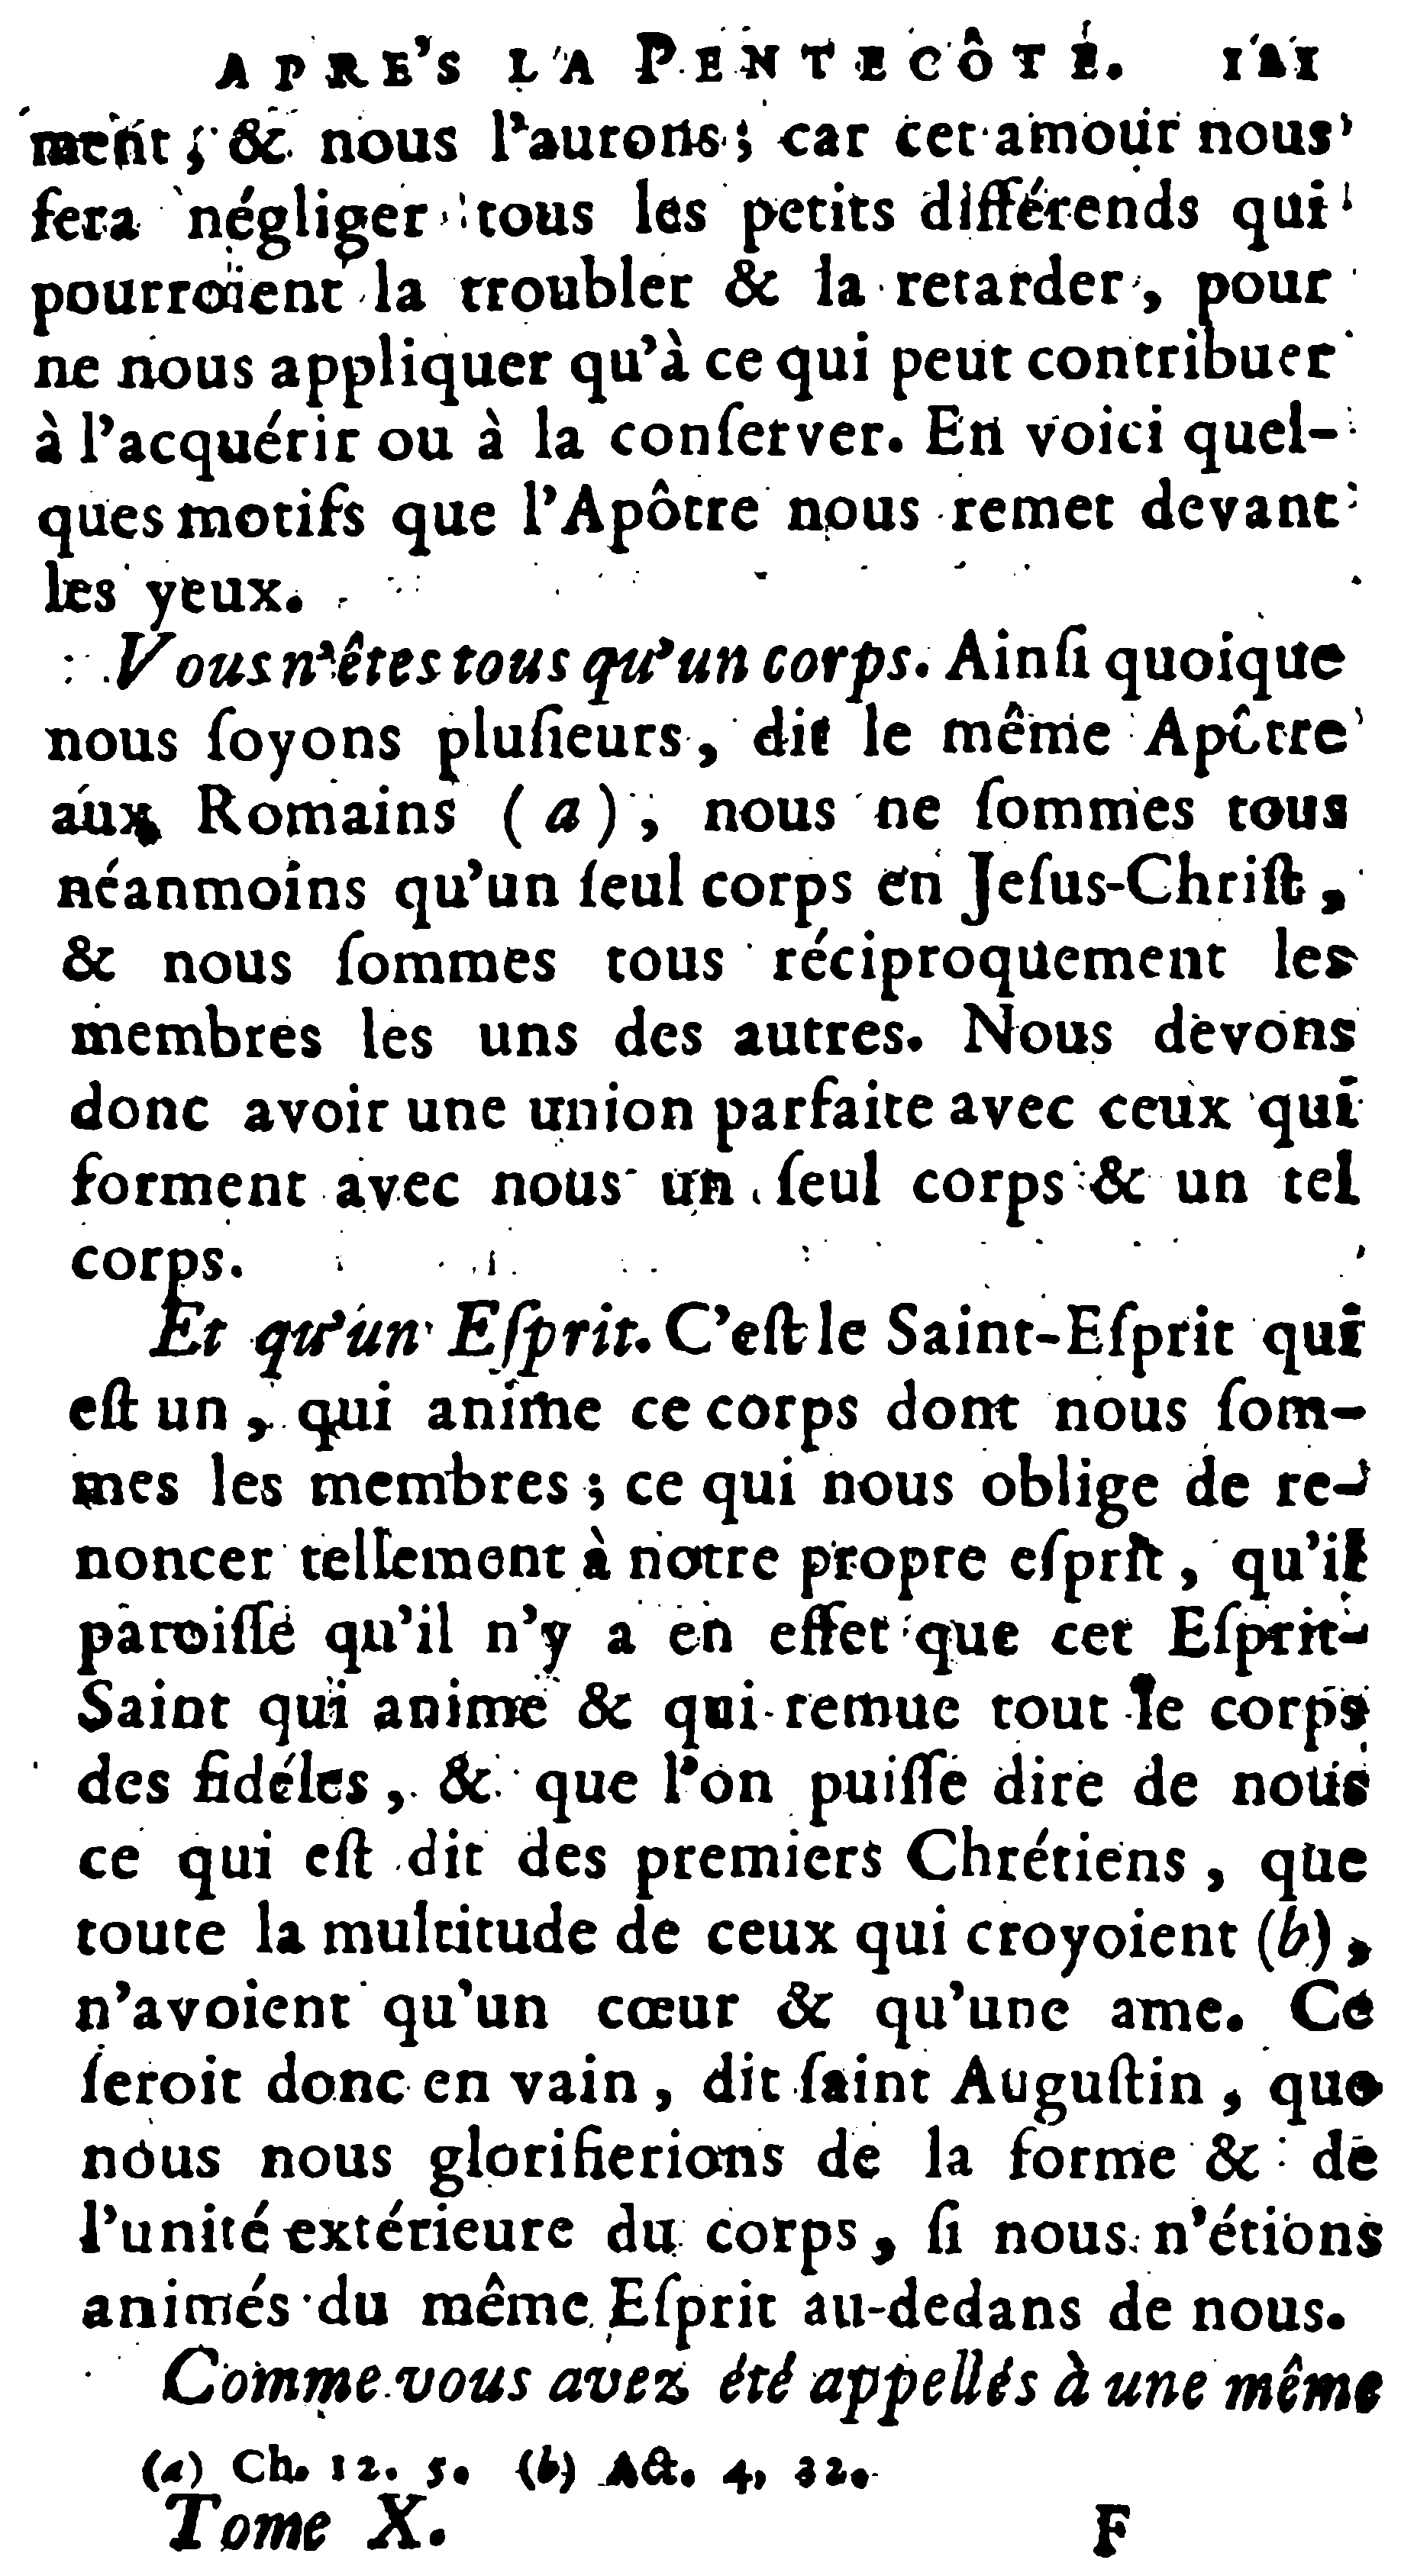 APRE'S LA PENTECÔTE. 121
ment; & nous l'aurons; car cet amour nous
fera négliger tous les petits différends qui
pourroient la troubler & la retarder, pour
ne nous appliquer qu'à ce qui peut contribuer
à l'acquérir ou à la conſerver. En voici quel-
ques motifs que l'Apôtre nous remet devant
les yeux.
Vous n'êtes tous qu'un corps. Ainſi quoique
nous ſoyons pluſieurs, dit le même Apôtre
aux Romains (a), nous ne ſommes tous
néanmoins qu'un ſeul corps en Jeſus-Chriſt,
& nous ſommes tous réciproquement les
membres les uns des autres. Nous devons
donc avoir une union parfaite avec ceux qui
forment avec nous un ſeul corps & un tel
corps.
Et qu'un Eſprit. C'eſt le Saint-Eſprit qui
eſt un, qui anime ce corps dont nous ſom-
mes les membres; ce qui nous oblige de re-
noncer tellement à notre propre eſprit, qu'il
paroiſſe qu'il n'y a en effet que cet Eſprit-
Saint qui anime & qui remue tout le corps
des fidéles, & que l'on puiſſe dire de nous
ce qui eſt dit des premiers Chrétiens, que
toute la multitude de ceux qui croyoient (b),
n'avoient qu'un cœur & qu'une ame. Ce
ſeroit donc en vain, dit ſaint Auguſtin, que
nous nous glorifierions de la forme & de
l'unité extérieure du corps, ſi nous n'étions
animés du même Eſprit au-dedans de nous.
Comme vous avez été appellés à une même
(a) Ch. 12. 5. (b) Act. 4, 32.
Tome X. F